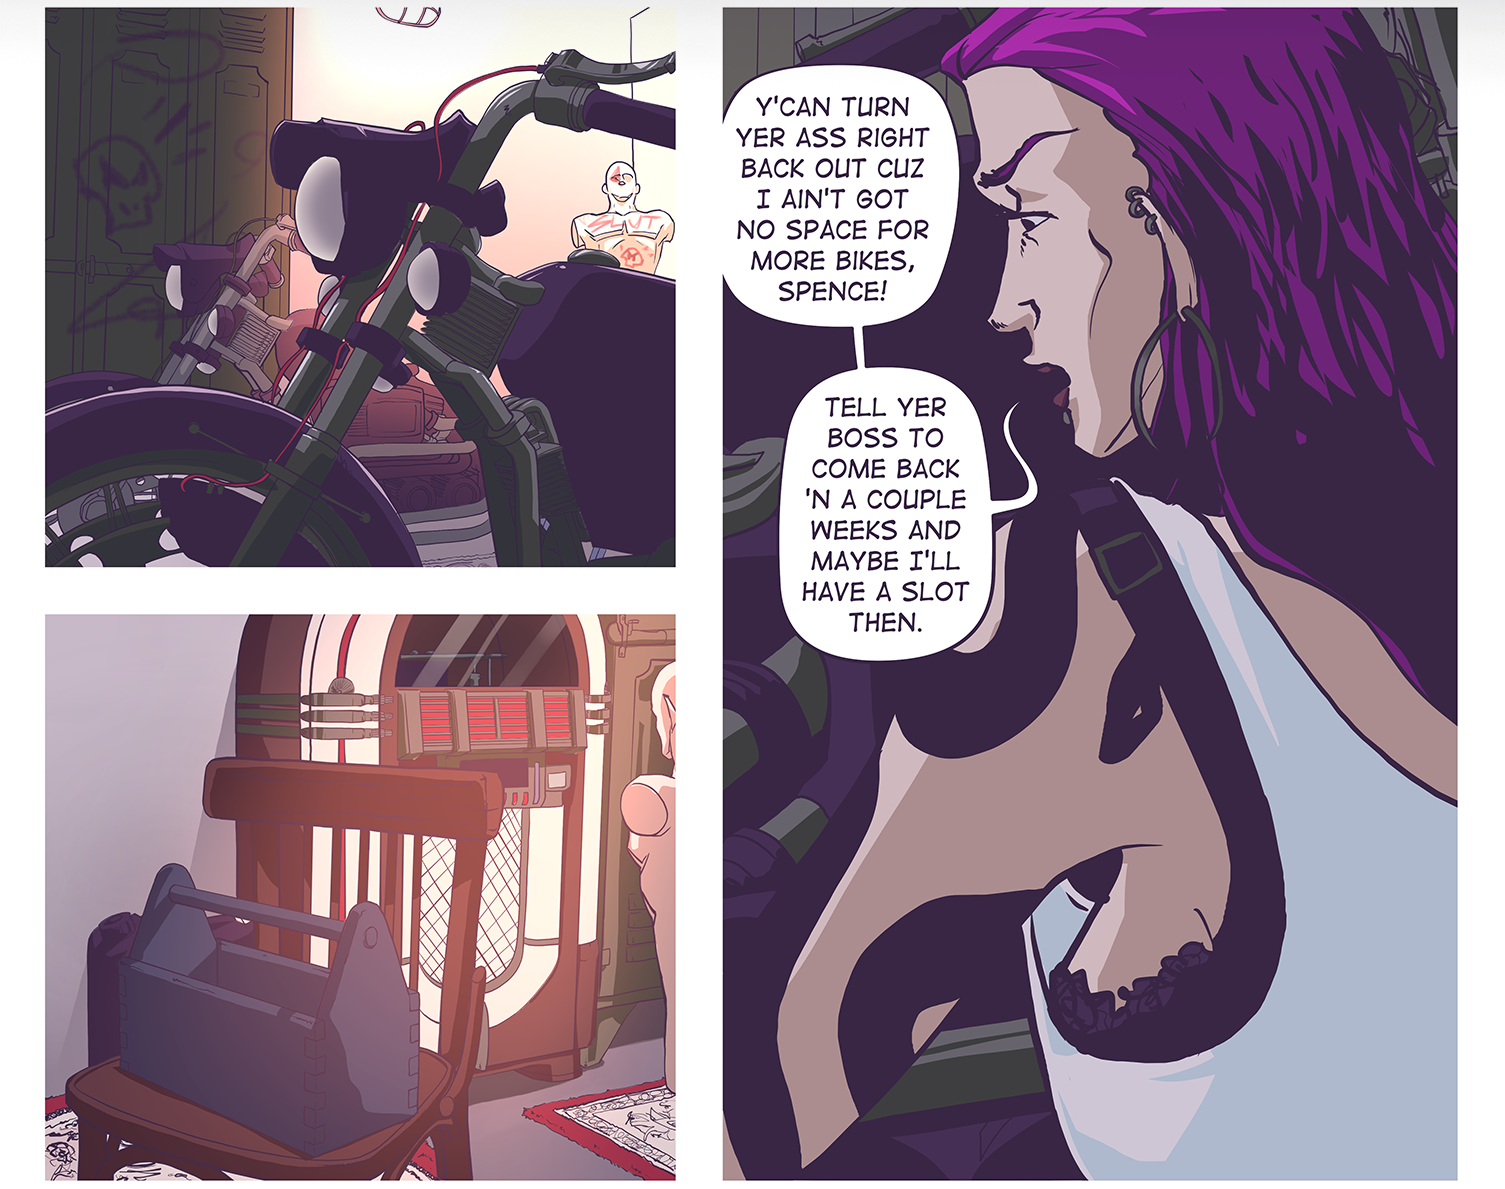 SLUT
Y'CAN TURN
YER ASS RIGHT
BACK OUT CUZ
I AIN'T GOT
NO SPACE FOR
MORE BIKES,
SPENCE!
TELL YER
BOSS TO
COME BACK
'N A COUPLE
WEEKS AND
MAYBE I'LL
HAVE A SLOT
THEN.